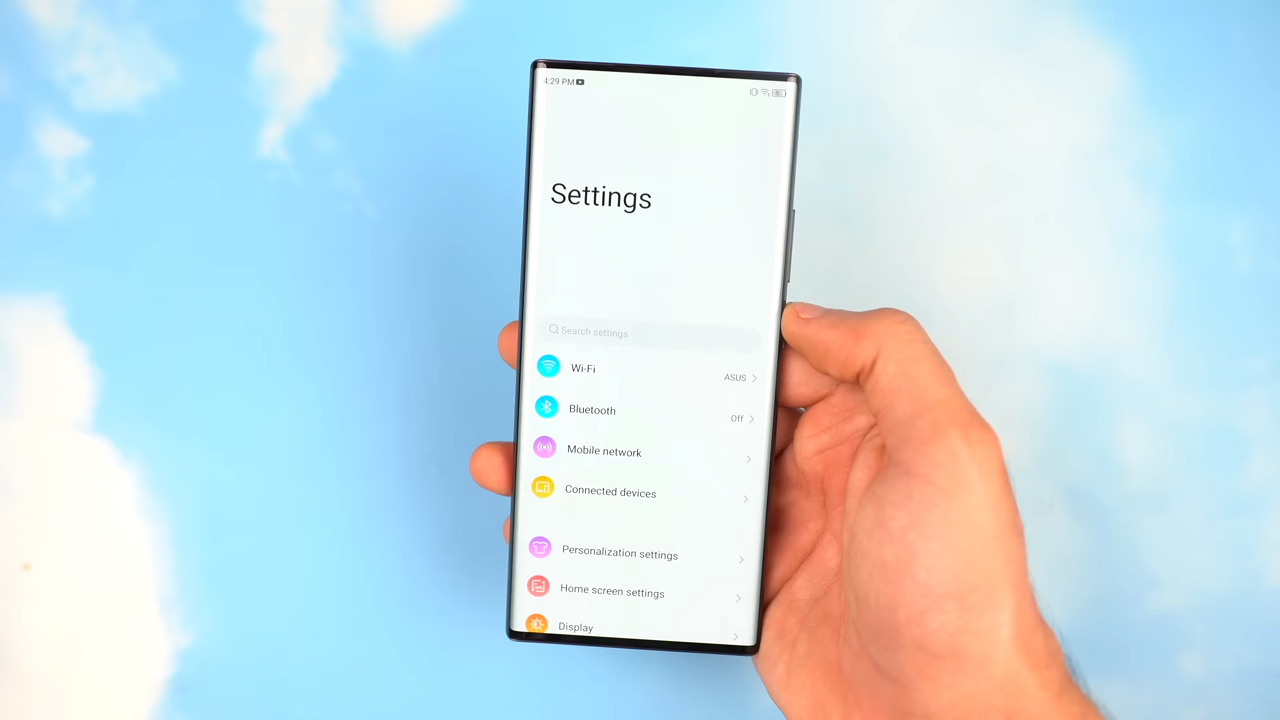 4:29 PM
Settings
Search settings
Wi-Fi
ASUS
Bluetooth
Off
Mobile network
Connected devices
Personalization settings
Home screen settings
Display